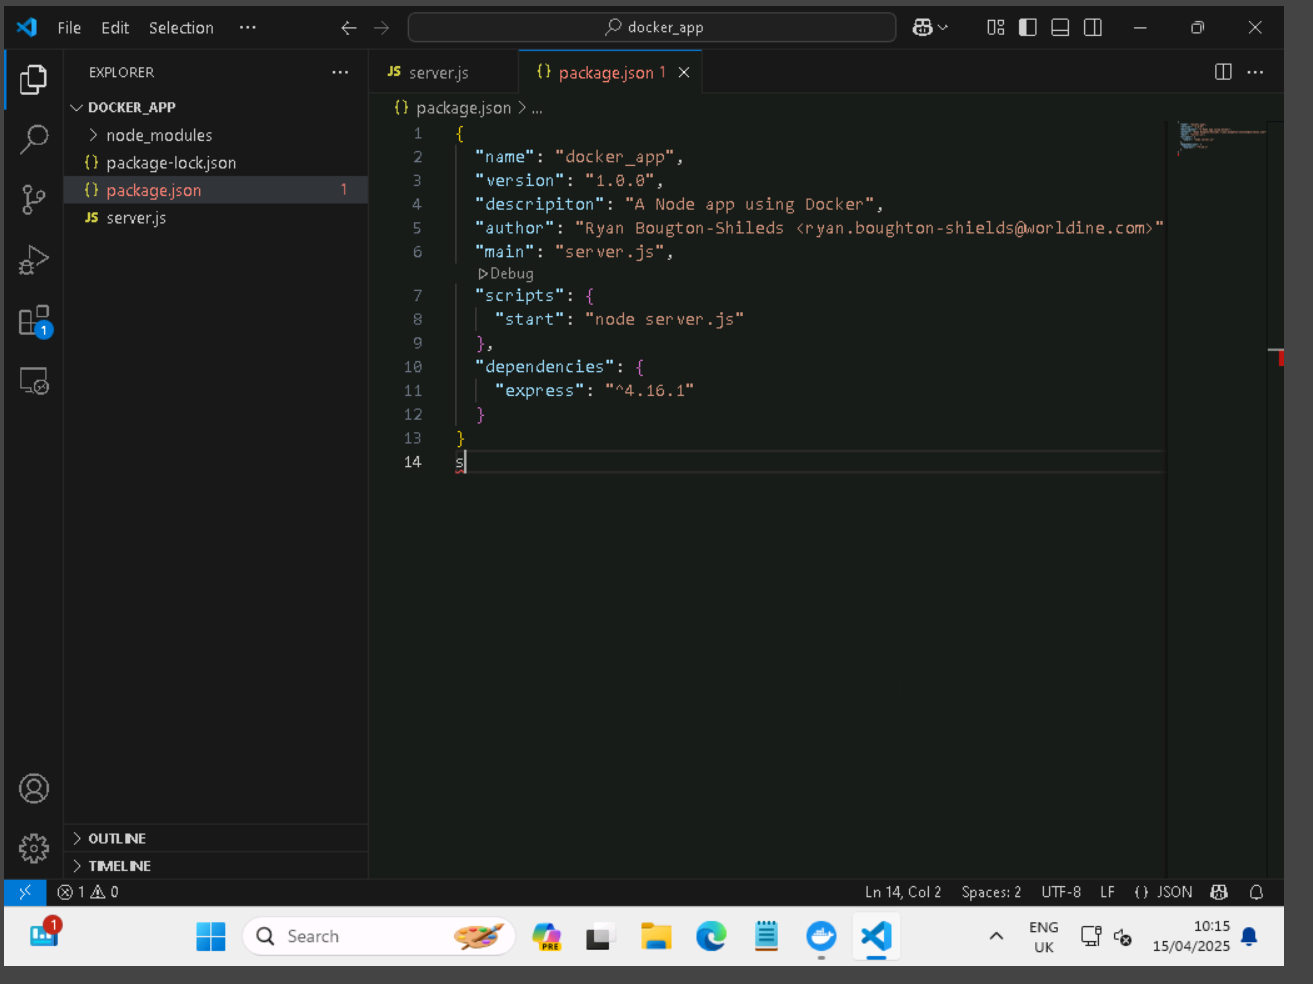 File Edit Selection ··· docker_app
EXPLORER ···
DOCKER_APP
node_modules
{} package-lock.json
{} package.json 1
JS server.js
JS server.js {} package.json 1
{} package.json > ...
1 {
2 "name": "docker_app",
3 "version": "1.0.0",
4 "descripiton": "A Node app using Docker",
5 "author": "Ryan Bougton-Shileds <ryan.boughton-shields@worldine.com>"
6 "main": "server.js",
Debug
7 "scripts": {
8 "start": "node server.js"
9 },
10 "dependencies": {
11 "express": "^4.16.1"
12 }
13 }
14 s
1
OUTLINE
TIMELINE
1 0 Ln 14, Col 2 Spaces: 2 UTF-8 LF {} JSON
1 Search PRE ENG 10:15
UK 15/04/2025